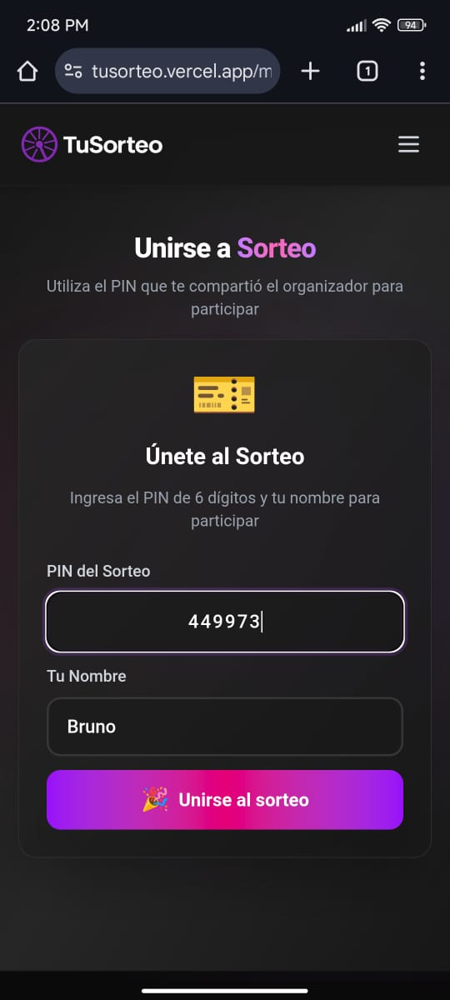 2:08 PM
94
tusorteo.vercel.app/m
1
TuSorteo
Unirse a Sorteo
Utiliza el PIN que te compartió el organizador para
participar
Únete al Sorteo
Ingresa el PIN de 6 dígitos y tu nombre para
participar
PIN del Sorteo
449973
Tu Nombre
Bruno
Unirse al sorteo